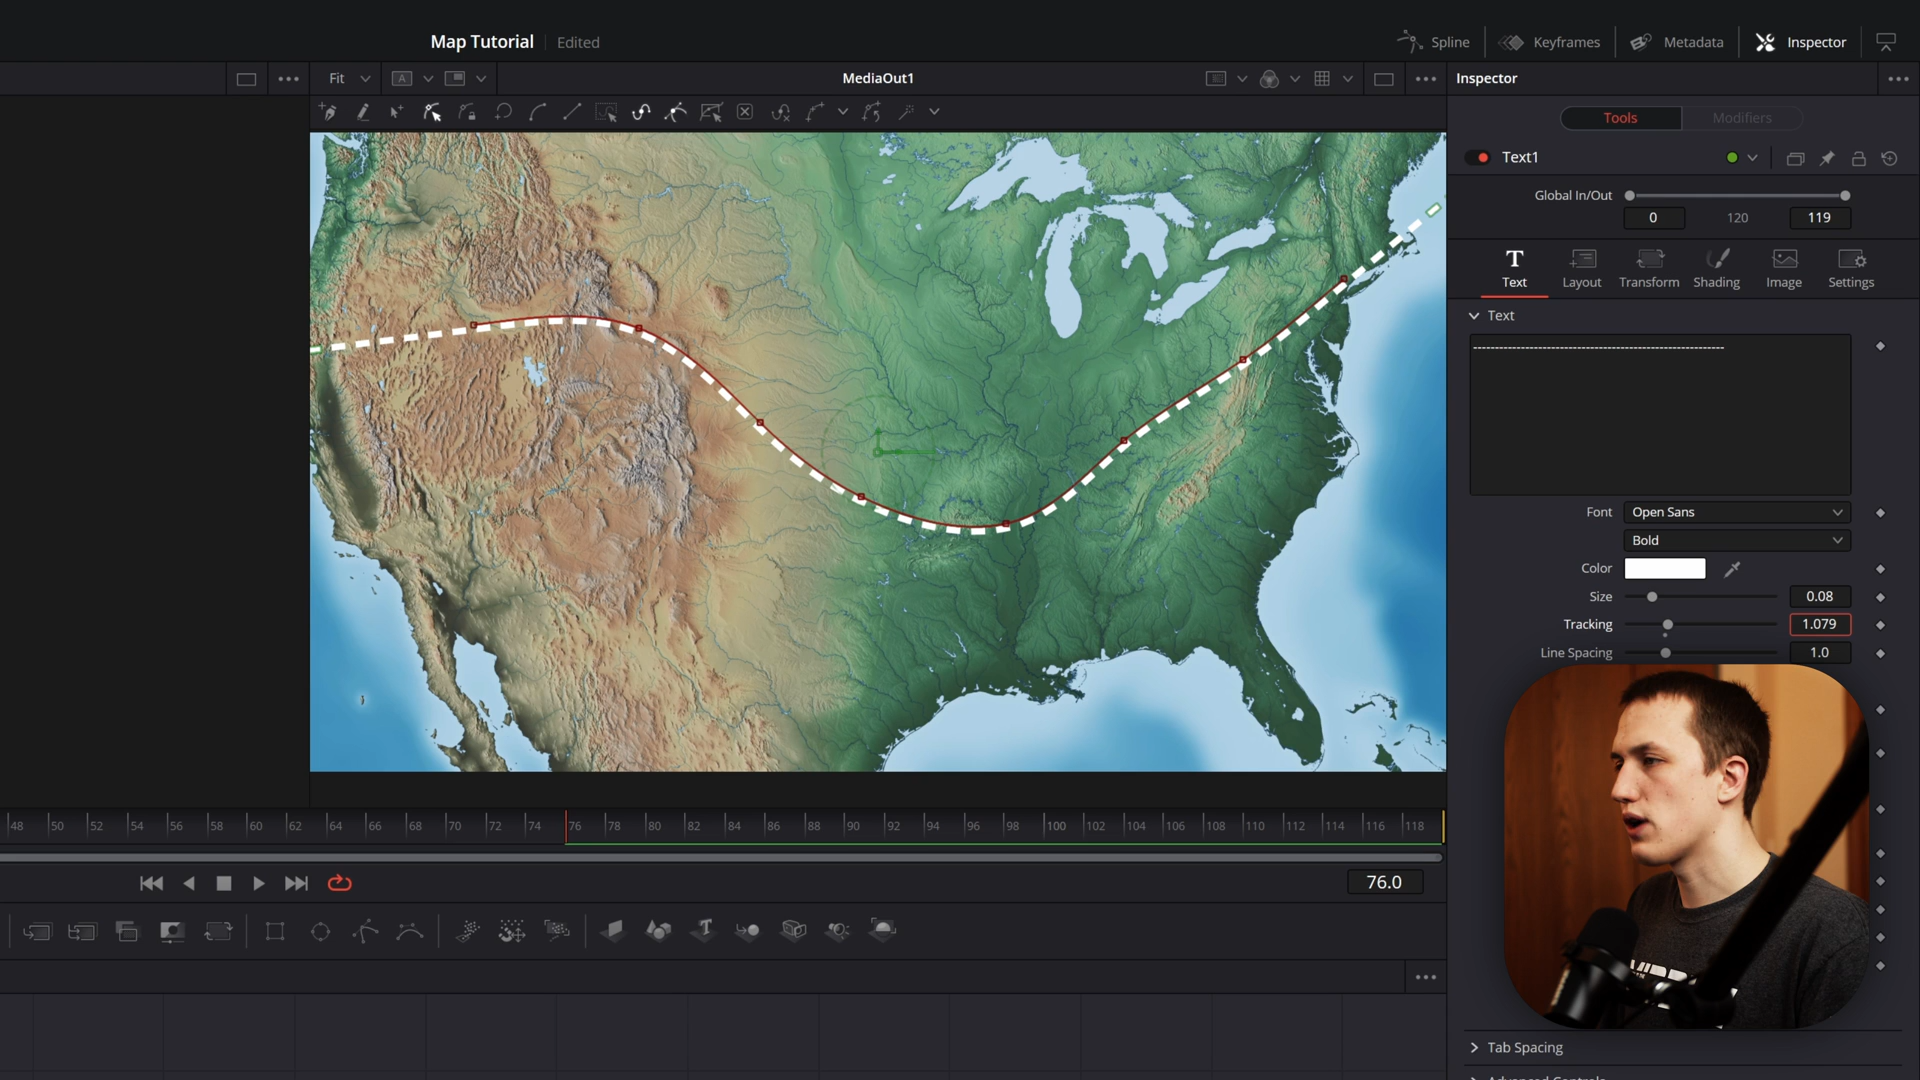 Map Tutorial Edited
Spline Keyframes Metadata Inspector
Fit A MediaOut1 Inspector
Tools Modifiers
Text1
Global In/Out
0 120 119
T
Text Layout Transform Shading Image Settings
Text
Font Open Sans
Bold
Color
Size 0.08
Tracking 1.079
Line Spacing 1.0
48 50 52 54 56 58 60 62 64 66 68 70 72 74 76 78 80 82 84 86 88 90 92 94 96 98 100 102 104 106 108 110 112 114 116 118
76.0
T
Tab Spacing